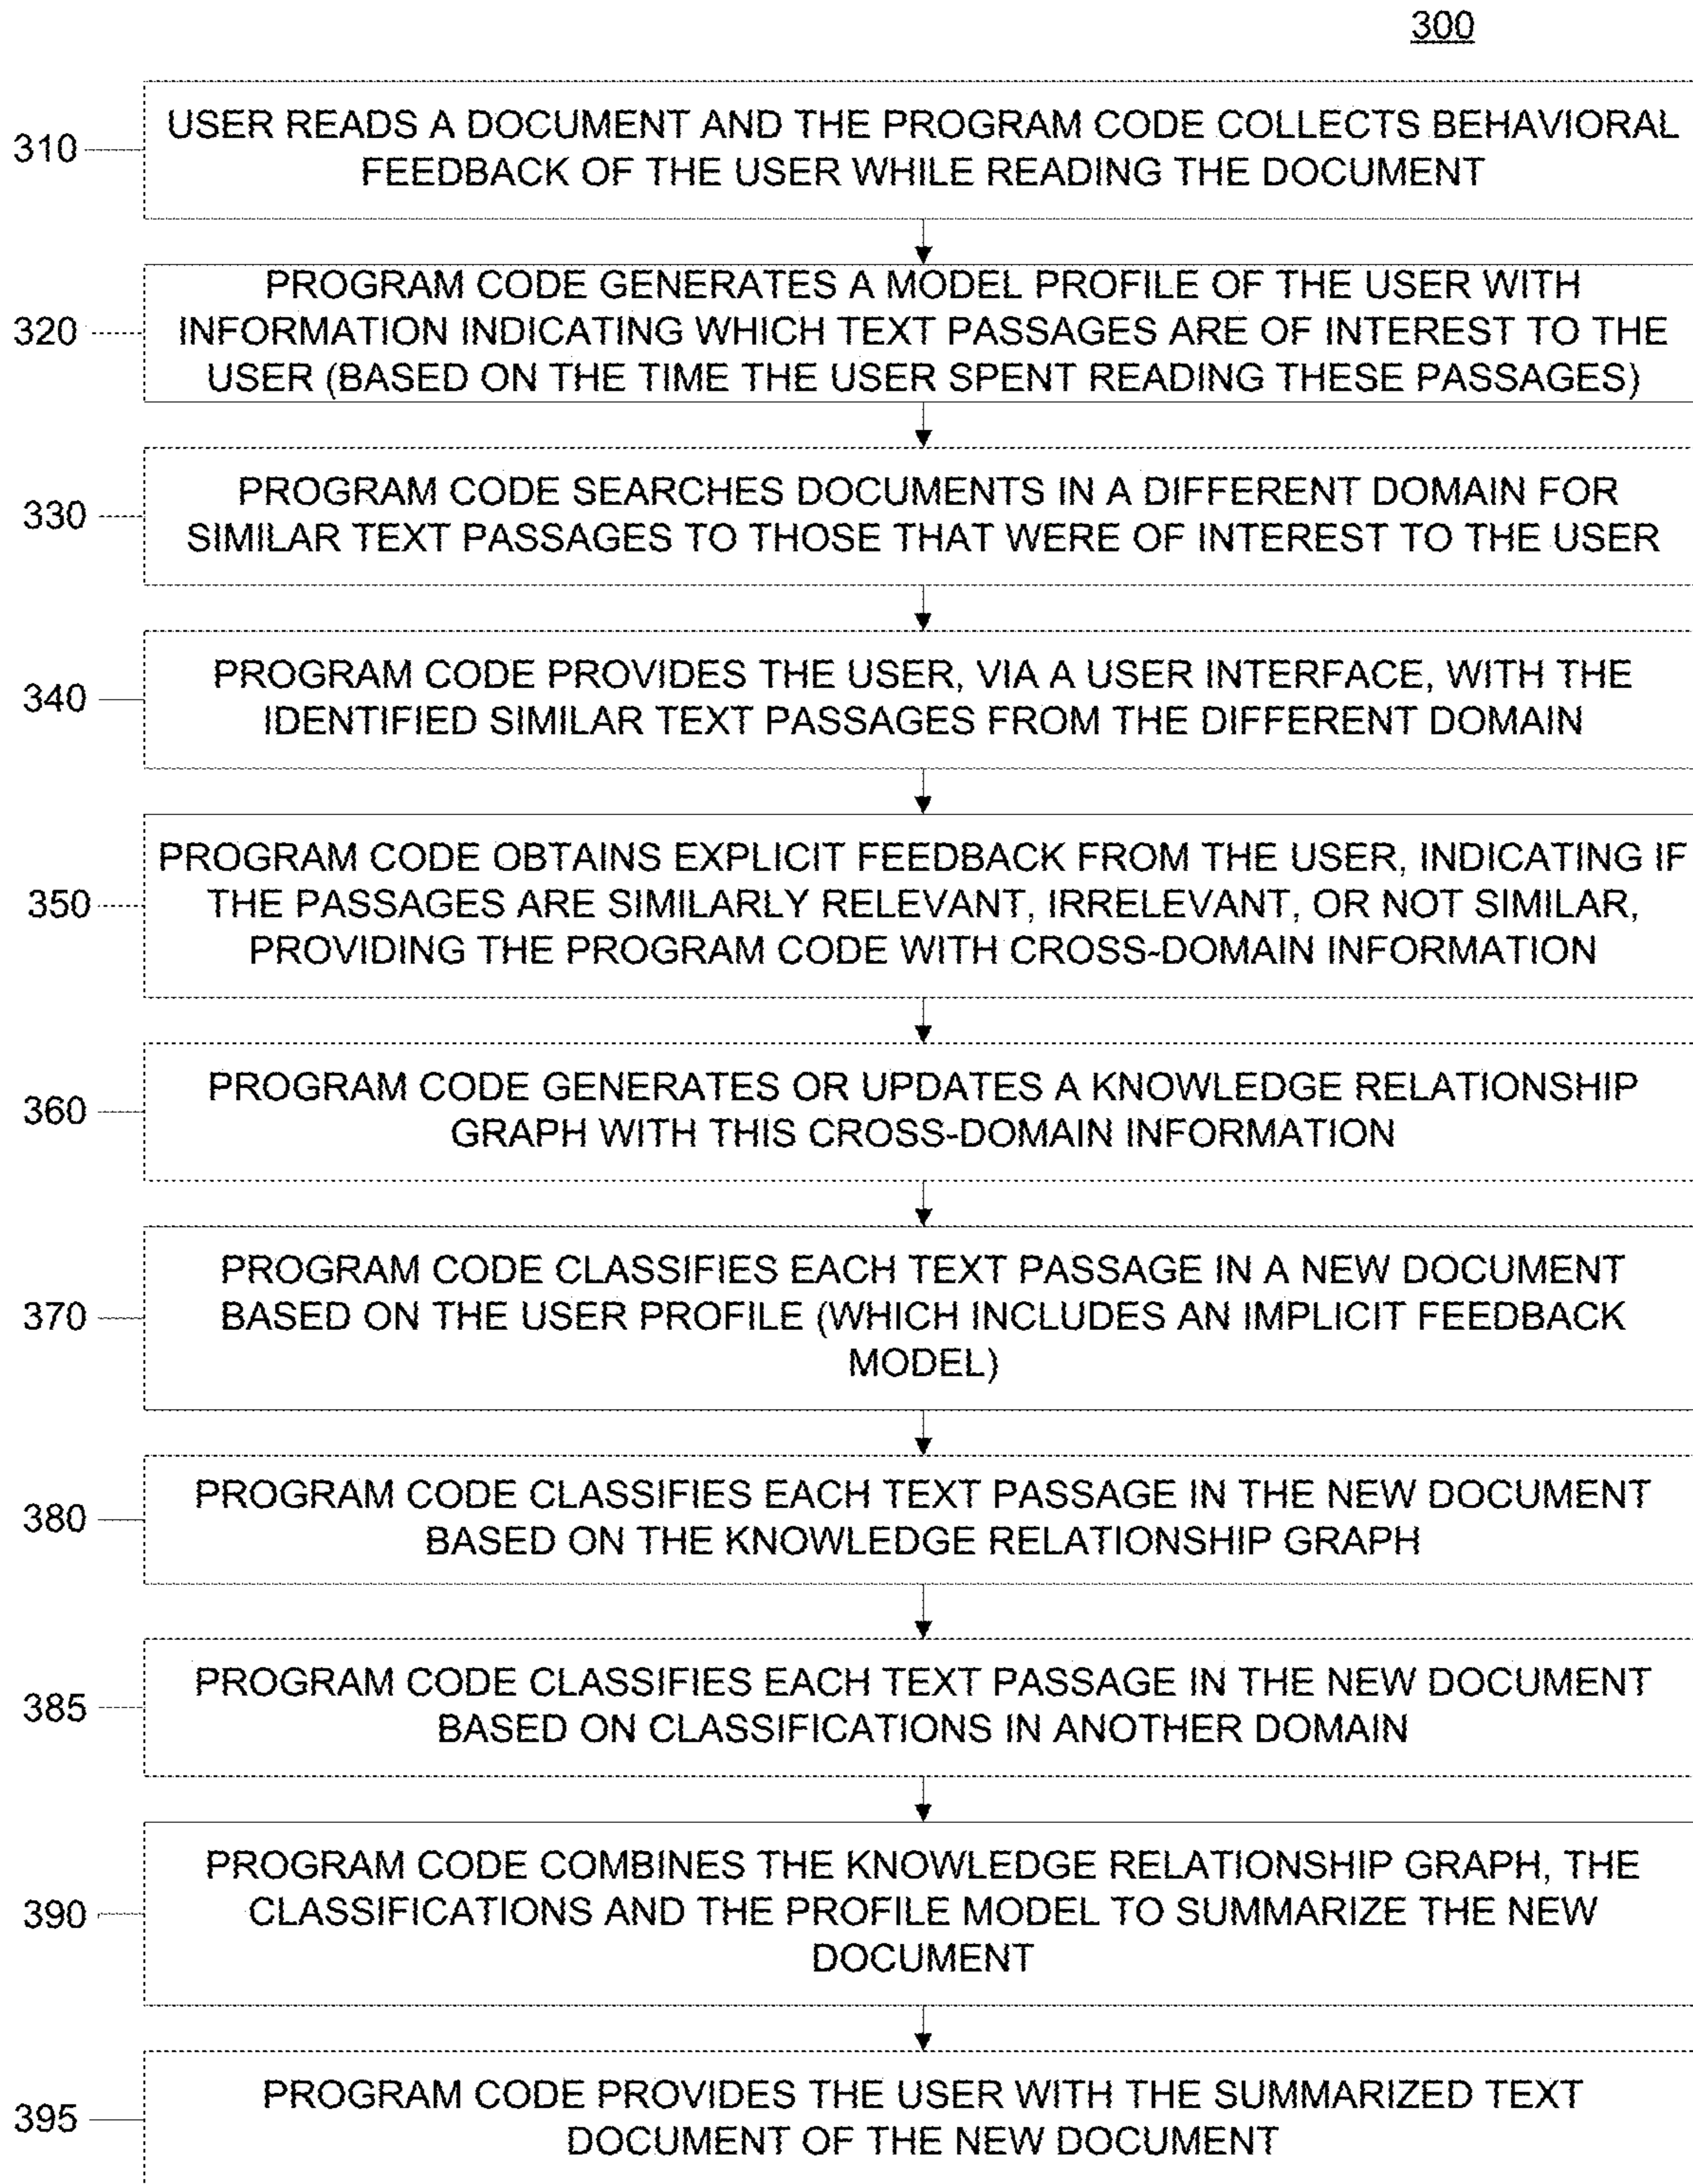 300
310
USER READS A DOCUMENT AND THE PROGRAM CODE COLLECTS BEHAVIORAL
FEEDBACK OF THE USER WHILE READING THE DOCUMENT
320
PROGRAM CODE GENERATES A MODEL PROFILE OF THE USER WITH
INFORMATION INDICATING WHICH TEXT PASSAGES ARE OF INTEREST TO THE
USER (BASED ON THE TIME THE USER SPENT READING THESE PASSAGES)
330
PROGRAM CODE SEARCHES DOCUMENTS IN A DIFFERENT DOMAIN FOR
SIMILAR TEXT PASSAGES TO THOSE THAT WERE OF INTEREST TO THE USER
340
PROGRAM CODE PROVIDES THE USER, VIA A USER INTERFACE, WITH THE
IDENTIFIED SIMILAR TEXT PASSAGES FROM THE DIFFERENT DOMAIN
350
PROGRAM CODE OBTAINS EXPLICIT FEEDBACK FROM THE USER, INDICATING IF
THE PASSAGES ARE SIMILARLY RELEVANT, IRRELEVANT, OR NOT SIMILAR,
PROVIDING THE PROGRAM CODE WITH CROSS-DOMAIN INFORMATION
360
PROGRAM CODE GENERATES OR UPDATES A KNOWLEDGE RELATIONSHIP
GRAPH WITH THIS CROSS-DOMAIN INFORMATION
370
PROGRAM CODE CLASSIFIES EACH TEXT PASSAGE IN A NEW DOCUMENT
BASED ON THE USER PROFILE (WHICH INCLUDES AN IMPLICIT FEEDBACK
MODEL)
380
PROGRAM CODE CLASSIFIES EACH TEXT PASSAGE IN THE NEW DOCUMENT
BASED ON THE KNOWLEDGE RELATIONSHIP GRAPH
385
PROGRAM CODE CLASSIFIES EACH TEXT PASSAGE IN THE NEW DOCUMENT
BASED ON CLASSIFICATIONS IN ANOTHER DOMAIN
390
PROGRAM CODE COMBINES THE KNOWLEDGE RELATIONSHIP GRAPH, THE
CLASSIFICATIONS AND THE PROFILE MODEL TO SUMMARIZE THE NEW
DOCUMENT
395
PROGRAM CODE PROVIDES THE USER WITH THE SUMMARIZED TEXT
DOCUMENT OF THE NEW DOCUMENT